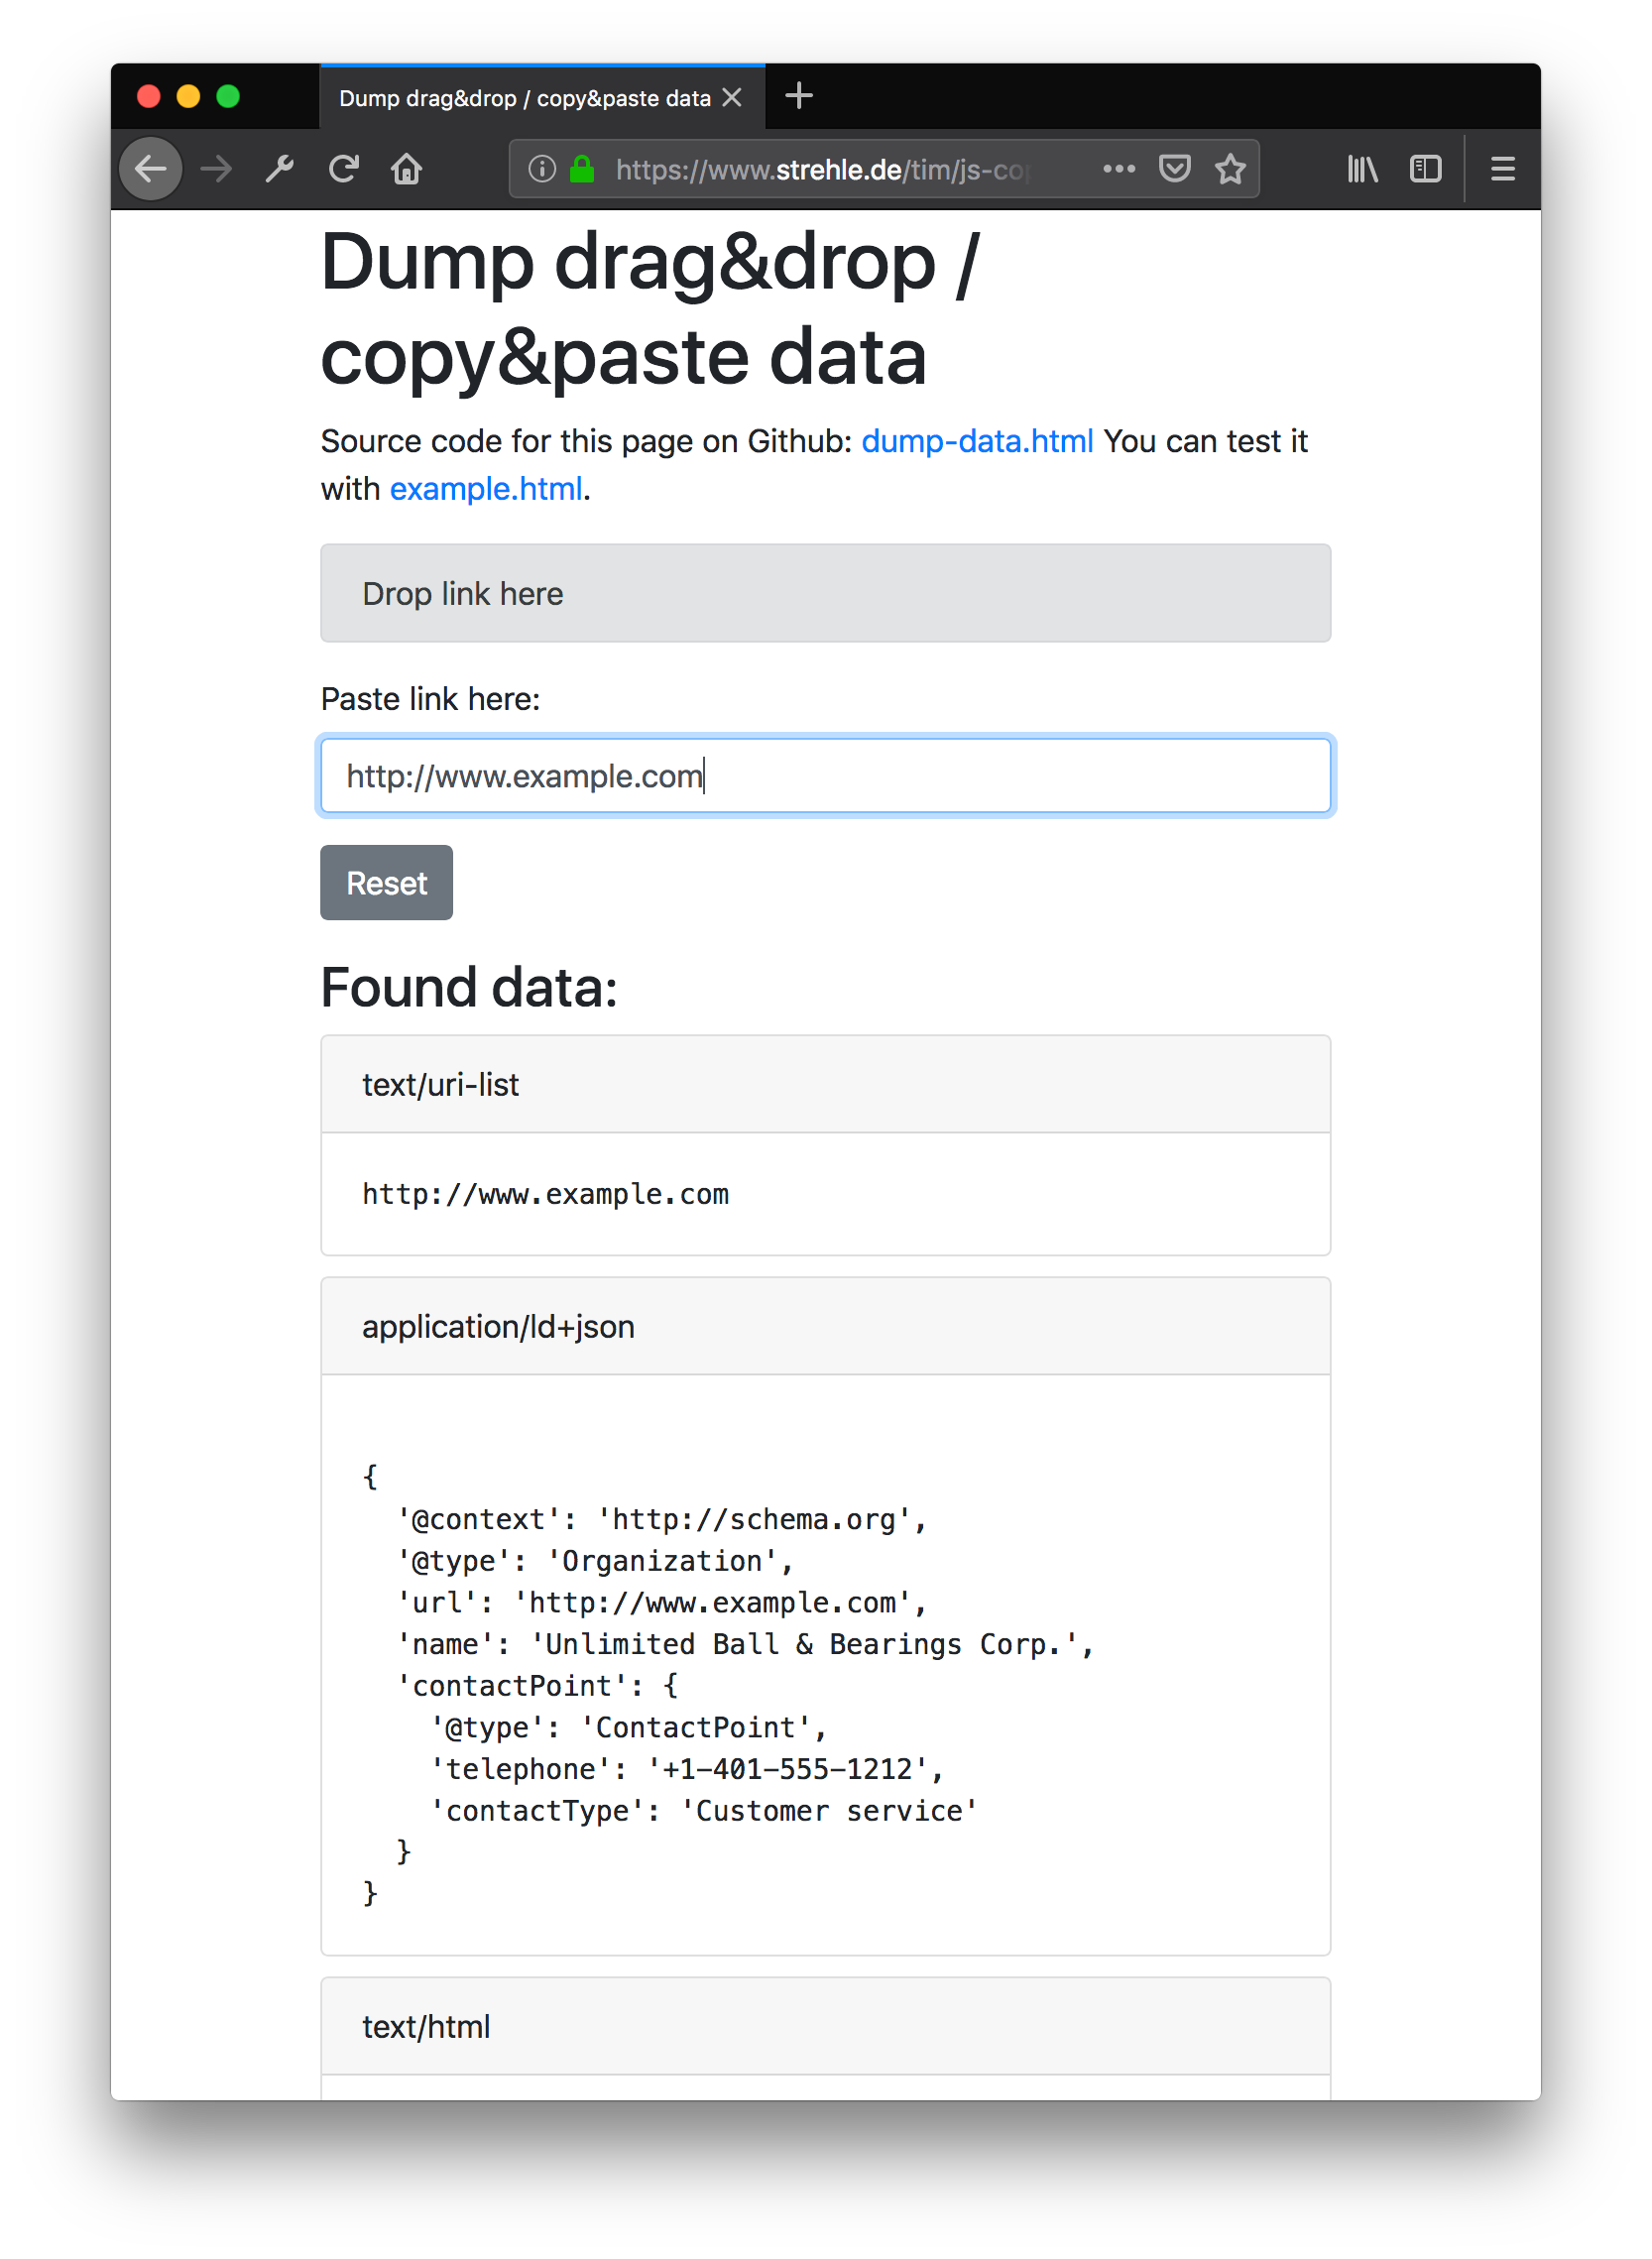 Dump drag&drop / copy&paste data
https://www.strehle.de/tim/js-co
Dump drag&drop /
copy&paste data
Source code for this page on Github: dump-data.html You can test it
with example.html.
Drop link here
Paste link here:
http://www.example.com
Reset
Found data:
text/uri-list
http://www.example.com
application/ld+json
{
  '@context': 'http://schema.org',
  '@type': 'Organization',
  'url': 'http://www.example.com',
  'name': 'Unlimited Ball & Bearings Corp.',
  'contactPoint': {
    '@type': 'ContactPoint',
    'telephone': '+1-401-555-1212',
    'contactType': 'Customer service'
  }
}
text/html